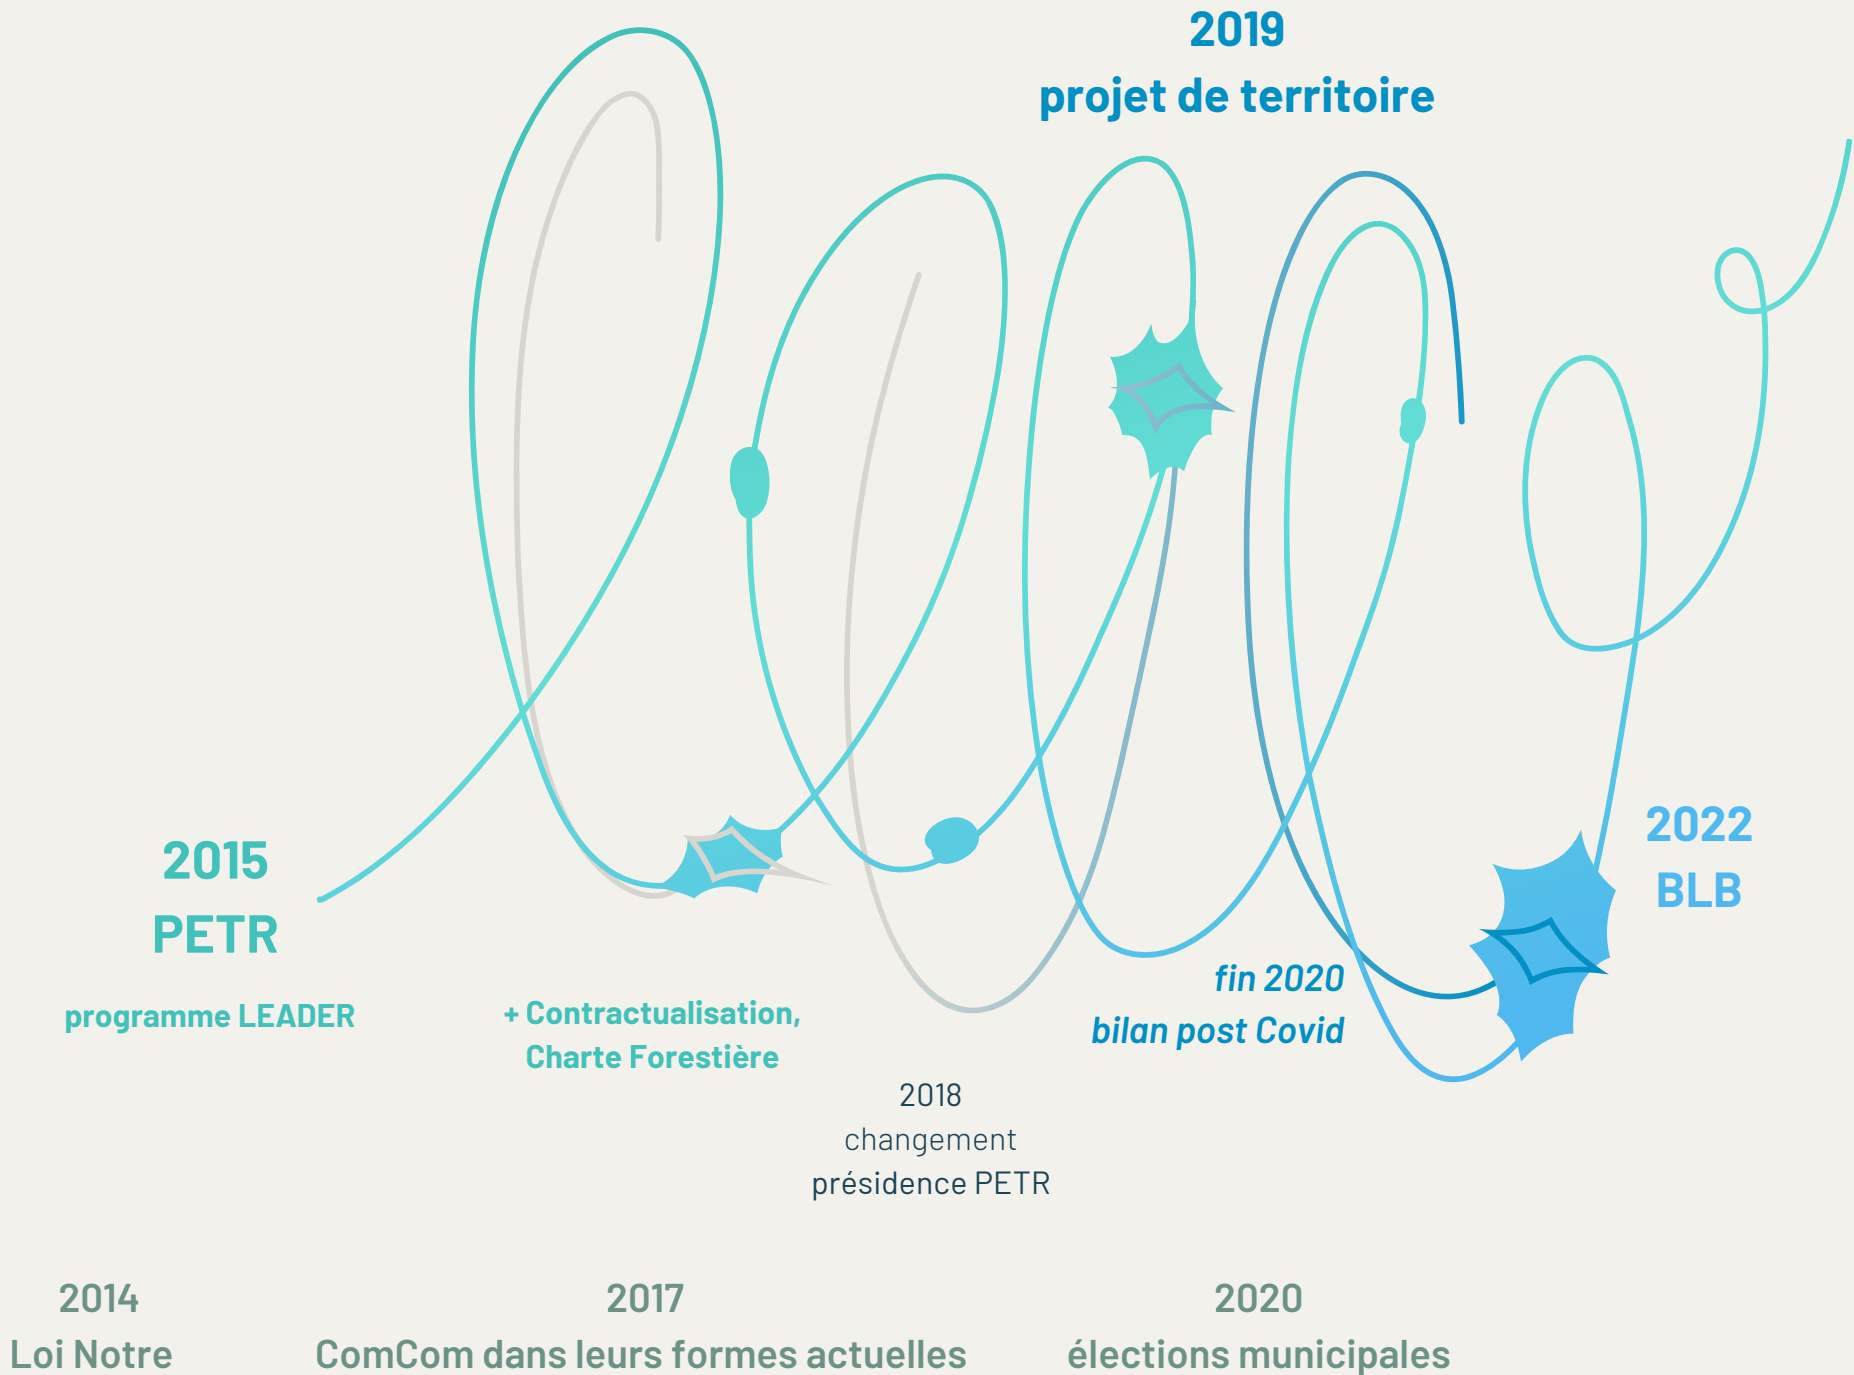 2019
projet de territoire
2015
PETR
programme LEADER
+ Contractualisation,
Charte Forestière
2018
changement
présidence PETR
fin 2020
bilan post Covid
2022
BLB
2014
Loi Notre
2017
ComCom dans leurs formes actuelles
2020
élections municipales